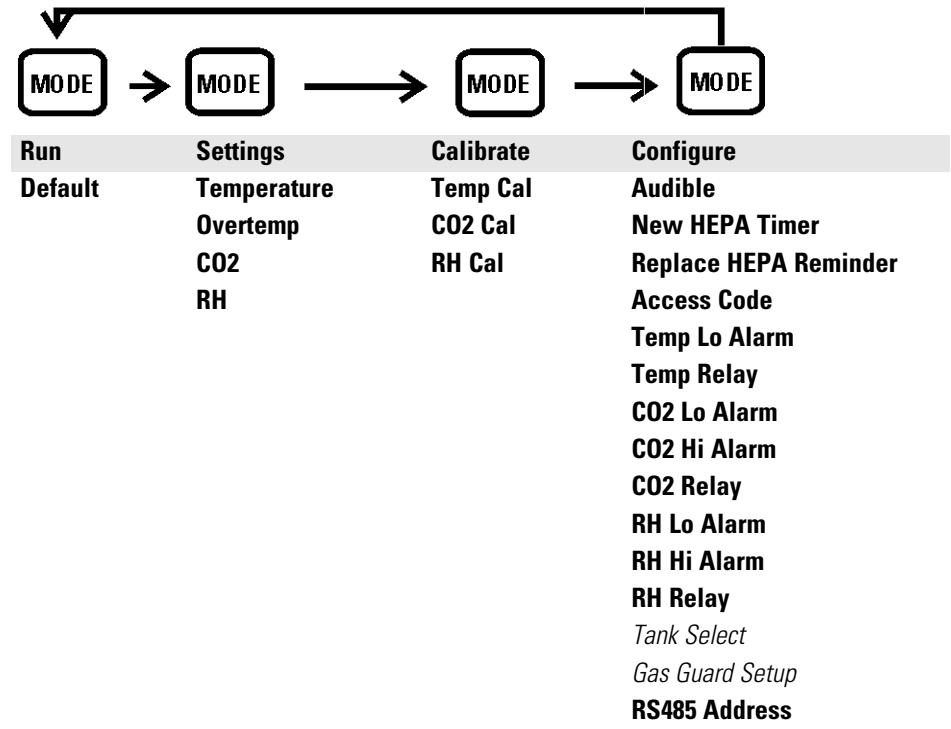 MODE MODE MODE MODE
Run Settings Calibrate Configure
Default Temperature Temp Cal Audible
Overtemp CO2 Cal New HEPA Timer
CO2 RH Cal Replace HEPA Reminder
RH Access Code
Temp Lo Alarm
Temp Relay
CO2 Lo Alarm
CO2 Hi Alarm
CO2 Relay
RH Lo Alarm
RH Hi Alarm
RH Relay
Tank Select
Gas Guard Setup
RS485 Address